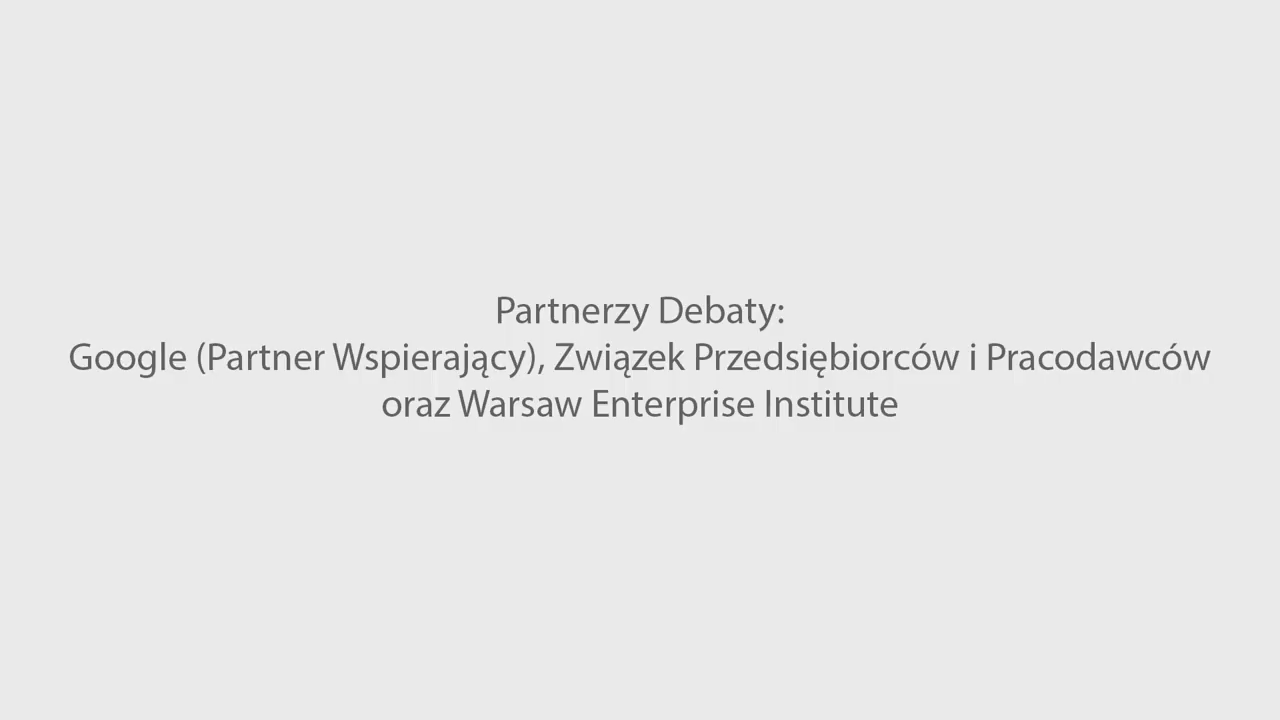 Partnerzy Debaty:
Google (Partner Wspierający), Związek Przedsiębiorców i Pracodawców
oraz Warsaw Enterprise Institute